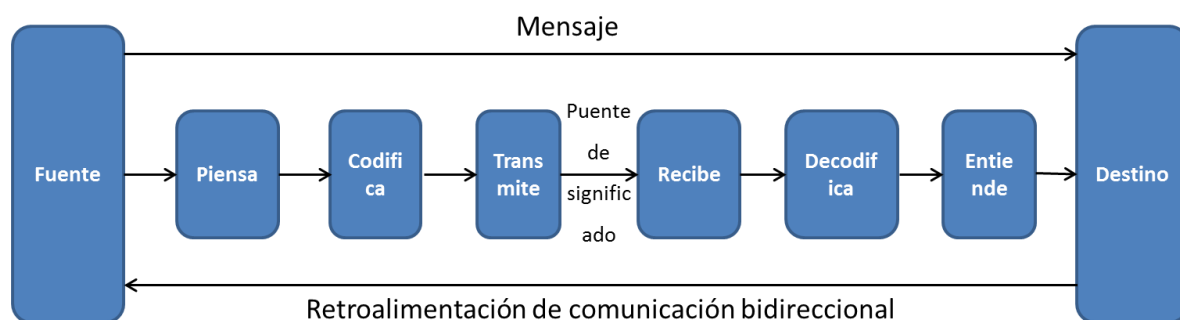 Mensaje
Fuente
Piensa
Codifi
ca
Trans
mite
Puente
de
signific
ado
Recibe
Decodif
ica
Entie
nde
Destino
Retroalimentación de comunicación bidireccional